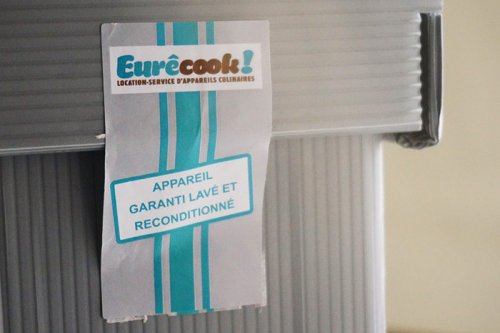 Eurêcook!
LOCATION-SERVICE D'APPAREILS CULINAIRES
APPAREIL
GARANTI LAVÉ ET
RECONDITIONNÉ